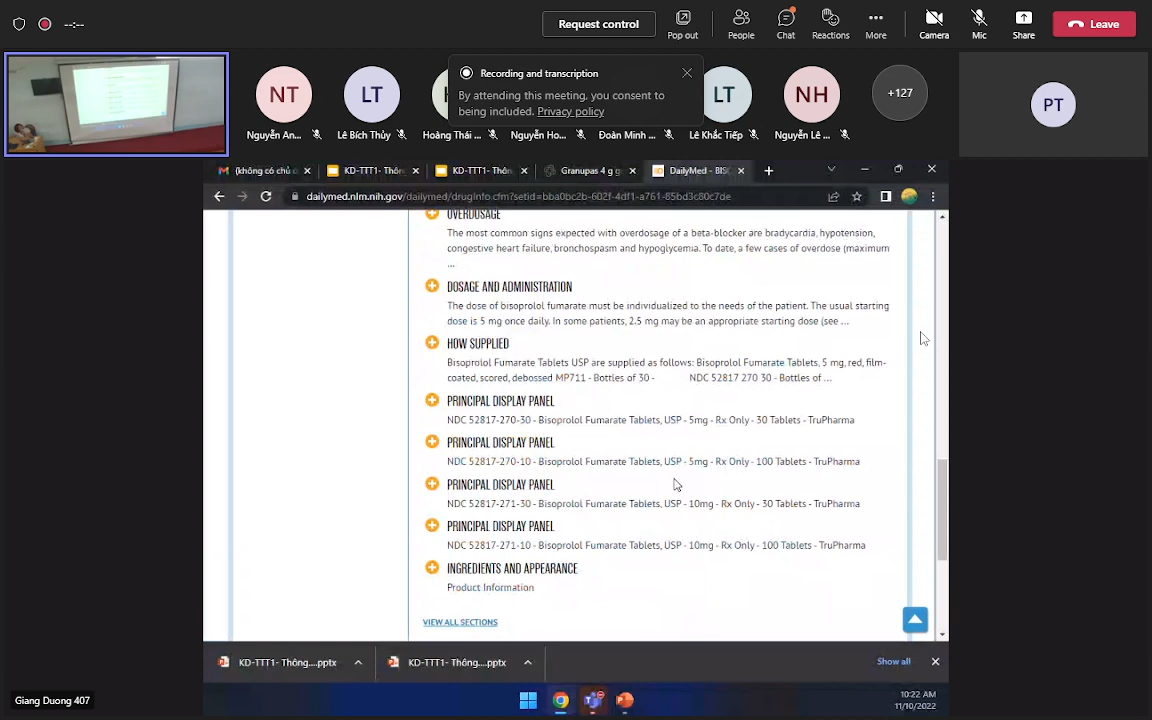 --:--
Request control
Pop out
People
Chat
Reactions
More
Camera
Mic
Share
Leave
Recording and transcription
By attending this meeting, you consent to
being included. Privacy policy
NT
LT
LT
NH
+127
PT
Nguyễn An...
Lê Bích Thủy
Hoàng Thái ...
Nguyễn Ho...
Đoàn Minh ...
Lê Khắc Tiếp
Nguyễn Lê ...
(không có chủ đ
KD-TTT1- Thôn
KD-TTT1- Thôn
Granupas 4 g g
DailyMed - BISO
dailymed.nlm.nih.gov/dailymed/drugInfo.cfm?setid=bba0bc2b-602f-4df1-a761-85bd3c80c7de
OVERDOSAGE
The most common signs expected with overdosage of a beta-blocker are bradycardia, hypotension,
congestive heart failure, bronchospasm and hypoglycemia. To date, a few cases of overdose (maximum
...
DOSAGE AND ADMINISTRATION
The dose of bisoprolol fumarate must be individualized to the needs of the patient. The usual starting
dose is 5 mg once daily. In some patients, 2.5 mg may be an appropriate starting dose (see ...
HOW SUPPLIED
Bisoprolol Fumarate Tablets USP are supplied as follows: Bisoprolol Fumarate Tablets, 5 mg, red, film-
coated, scored, debossed MP711 - Bottles of 30 - NDC 52817 270 30 - Bottles of ...
PRINCIPAL DISPLAY PANEL
NDC 52817-270-30 - Bisoprolol Fumarate Tablets, USP - 5mg - Rx Only - 30 Tablets - TruPharma
PRINCIPAL DISPLAY PANEL
NDC 52817-270-10 - Bisoprolol Fumarate Tablets, USP - 5mg - Rx Only - 100 Tablets - TruPharma
PRINCIPAL DISPLAY PANEL
NDC 52817-271-30 - Bisoprolol Fumarate Tablets, USP - 10mg - Rx Only - 30 Tablets - TruPharma
PRINCIPAL DISPLAY PANEL
NDC 52817-271-10 - Bisoprolol Fumarate Tablets, USP - 10mg - Rx Only - 100 Tablets - TruPharma
INGREDIENTS AND APPEARANCE
Product Information
VIEW ALL SECTIONS
KD-TTT1- Thông....pptx
KD-TTT1- Thông....pptx
Show all
10:22 AM
11/10/2022
Giang Duong 407